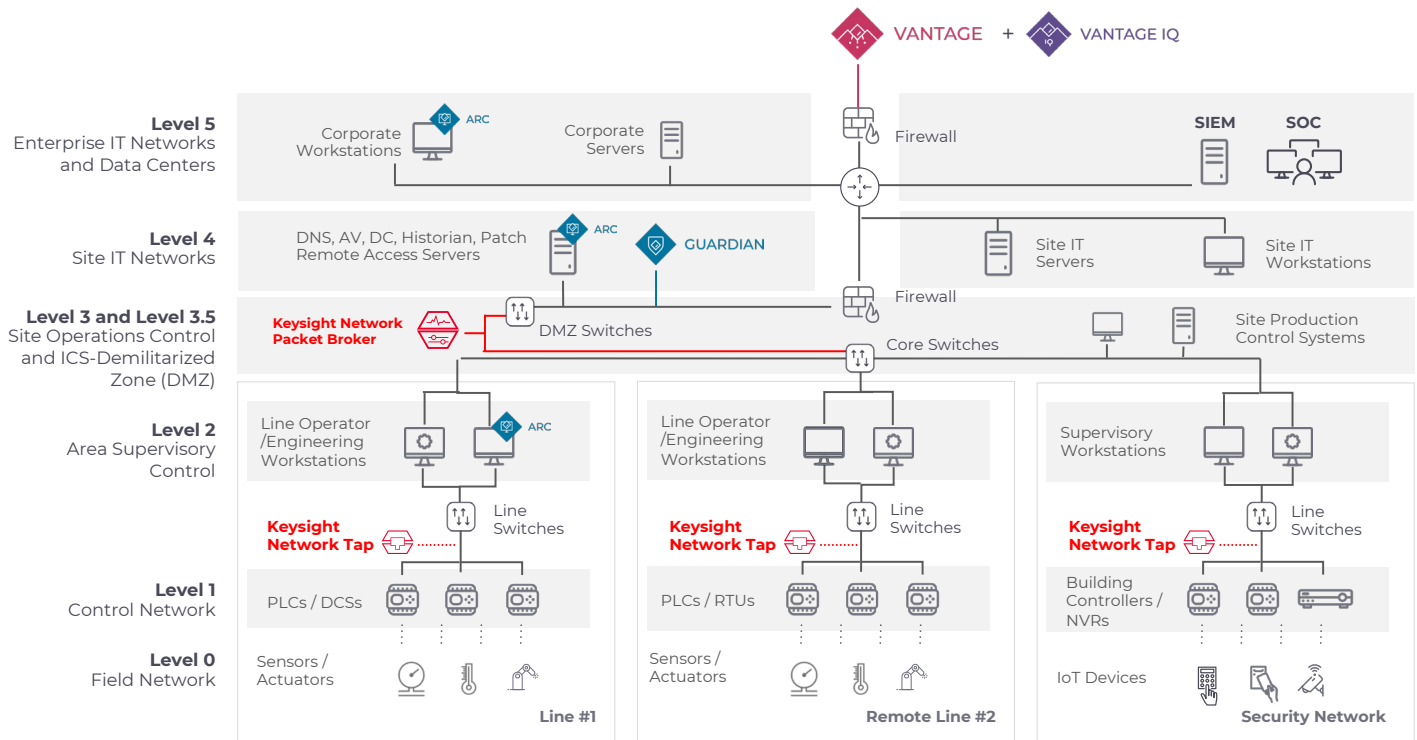 VANTAGE + VANTAGE IQ
Level 5
Enterprise IT Networks
and Data Centers
Corporate
Workstations
ARC
Corporate
Servers
Firewall
SIEM
SOC
Level 4
Site IT Networks
DNS, AV, DC, Historian, Patch
Remote Access Servers
ARC
GUARDIAN
Site IT
Servers
Site IT
Workstations
Level 3 and Level 3.5
Site Operations Control
and ICS-Demilitarized
Zone (DMZ)
Keysight Network
Packet Broker
DMZ Switches
Firewall
Core Switches
Site Production
Control Systems
Level 2
Area Supervisory
Control
Line Operator
/Engineering
Workstations
ARC
Line
Switches
Keysight
Network Tap
Line Operator
/Engineering
Workstations
Line
Switches
Keysight
Network Tap
Supervisory
Workstations
Line
Switches
Keysight
Network Tap
Level 1
Control Network
PLCs / DCSs
PLCs / RTUs
Building
Controllers /
NVRs
Level 0
Field Network
Sensors /
Actuators
Line #1
Sensors /
Actuators
Remote Line #2
IoT Devices
Security Network